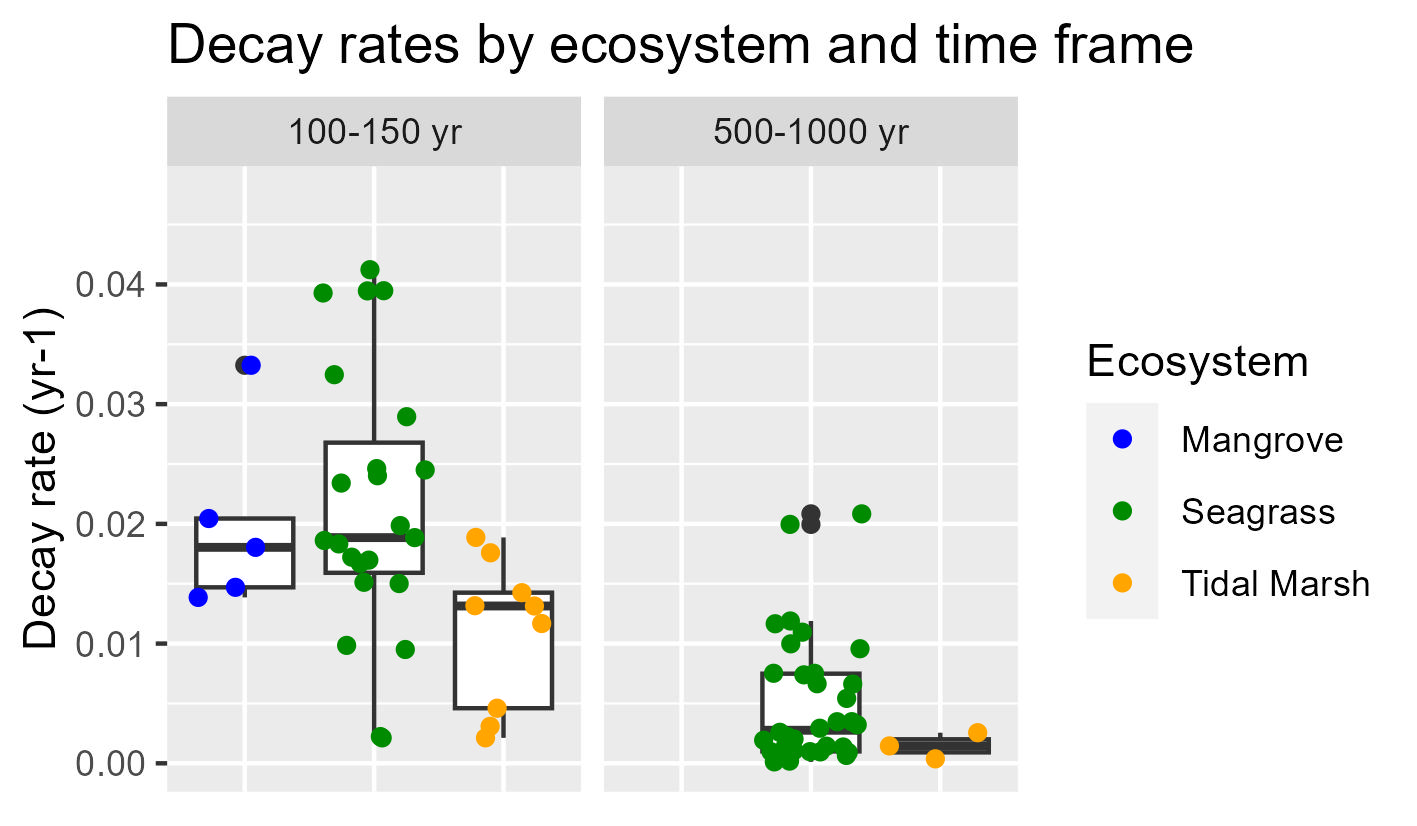 Decay rates by ecosystem and time frame
100-150 yr
500-1000 yr
Decay rate (yr-1)
0.04
0.03
0.02
0.01
0.00
Ecosystem
Mangrove
Seagrass
Tidal Marsh